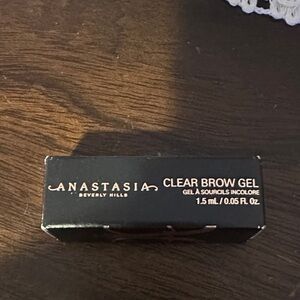 ANASTASIA
BEVERLY HILLS
CLEAR BROW GEL
GEL À SOURCILS INCOLORE
1.5 mL / 0.05 Fl. Oz.